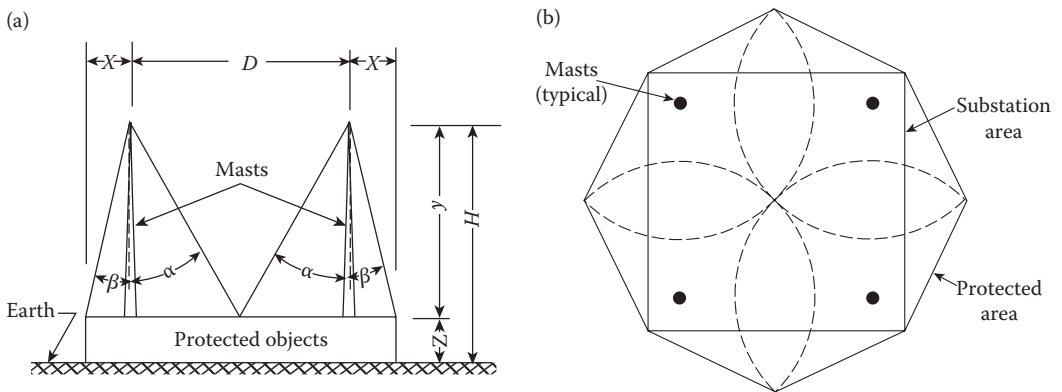 (a)
X
D
X
Masts
y
H
β
α
α
β
Earth
Protected objects
Z
(b)
Masts
(typical)
Substation
area
Protected
area